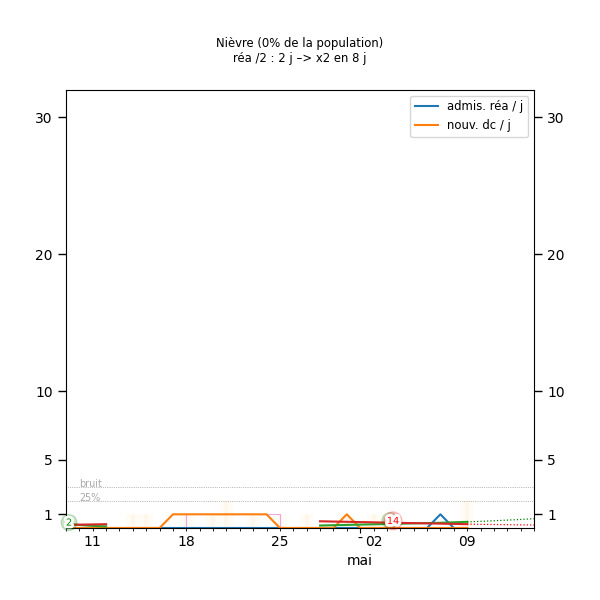 Nièvre (0% de la population)
réa /2 : 2 j –> x2 en 8 j
admis. réa / j
nouv. dc / j
30 30
20 20
10 10
5 5
bruit
25%
1 1
2
14
11 18 25 - 02 09
mai